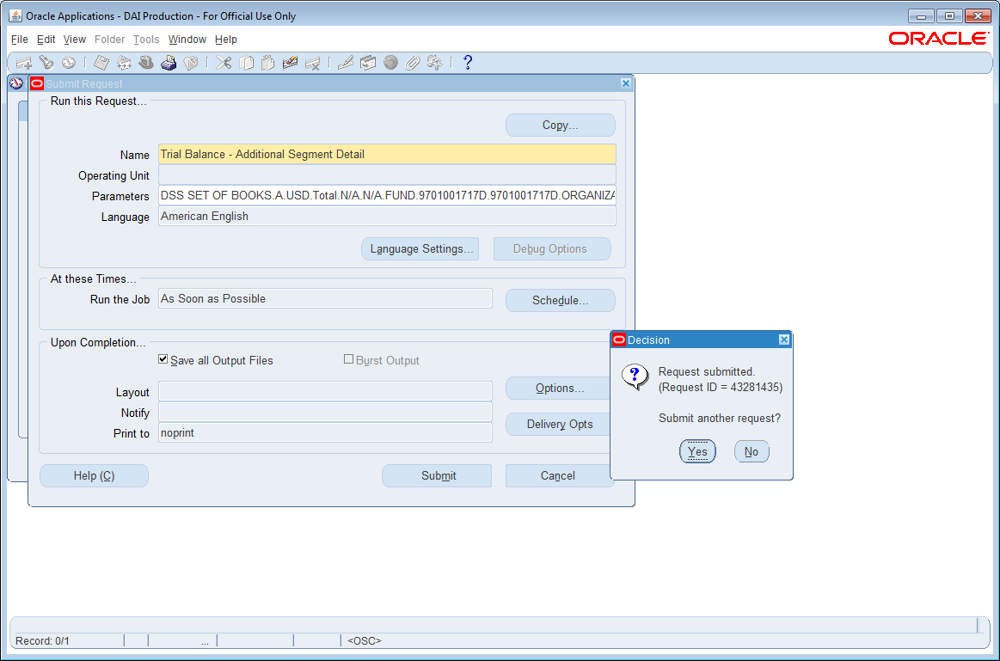 Oracle Applications - DAI Production - For Official Use Only
File Edit View Folder Tools Window Help
ORACLE
Submit Request
Run this Request...
Copy...
Name Trial Balance - Additional Segment Detail
Operating Unit
Parameters DSS SET OF BOOKS.A.USD.Total.N/A.N/A.FUND.9701001717D.9701001717D.ORGANIZA
Language American English
Language Settings... Debug Options
At these Times...
Run the Job As Soon as Possible Schedule...
Upon Completion...
Save all Output Files Burst Output
Layout Options...
Notify
Print to noprint Delivery Opts
Help (C) Submit Cancel
Decision
Request submitted.
(Request ID = 43281435)
Submit another request?
Yes No
Record: 0/1 ... <OSC>